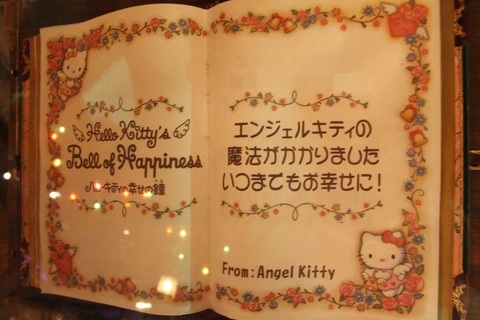 Hello Kitty's
Bell of Happiness
ハローキティの幸せの鐘
エンジェルキティの
魔法がかかりました
いつまでもお幸せに!
From: Angel Kitty